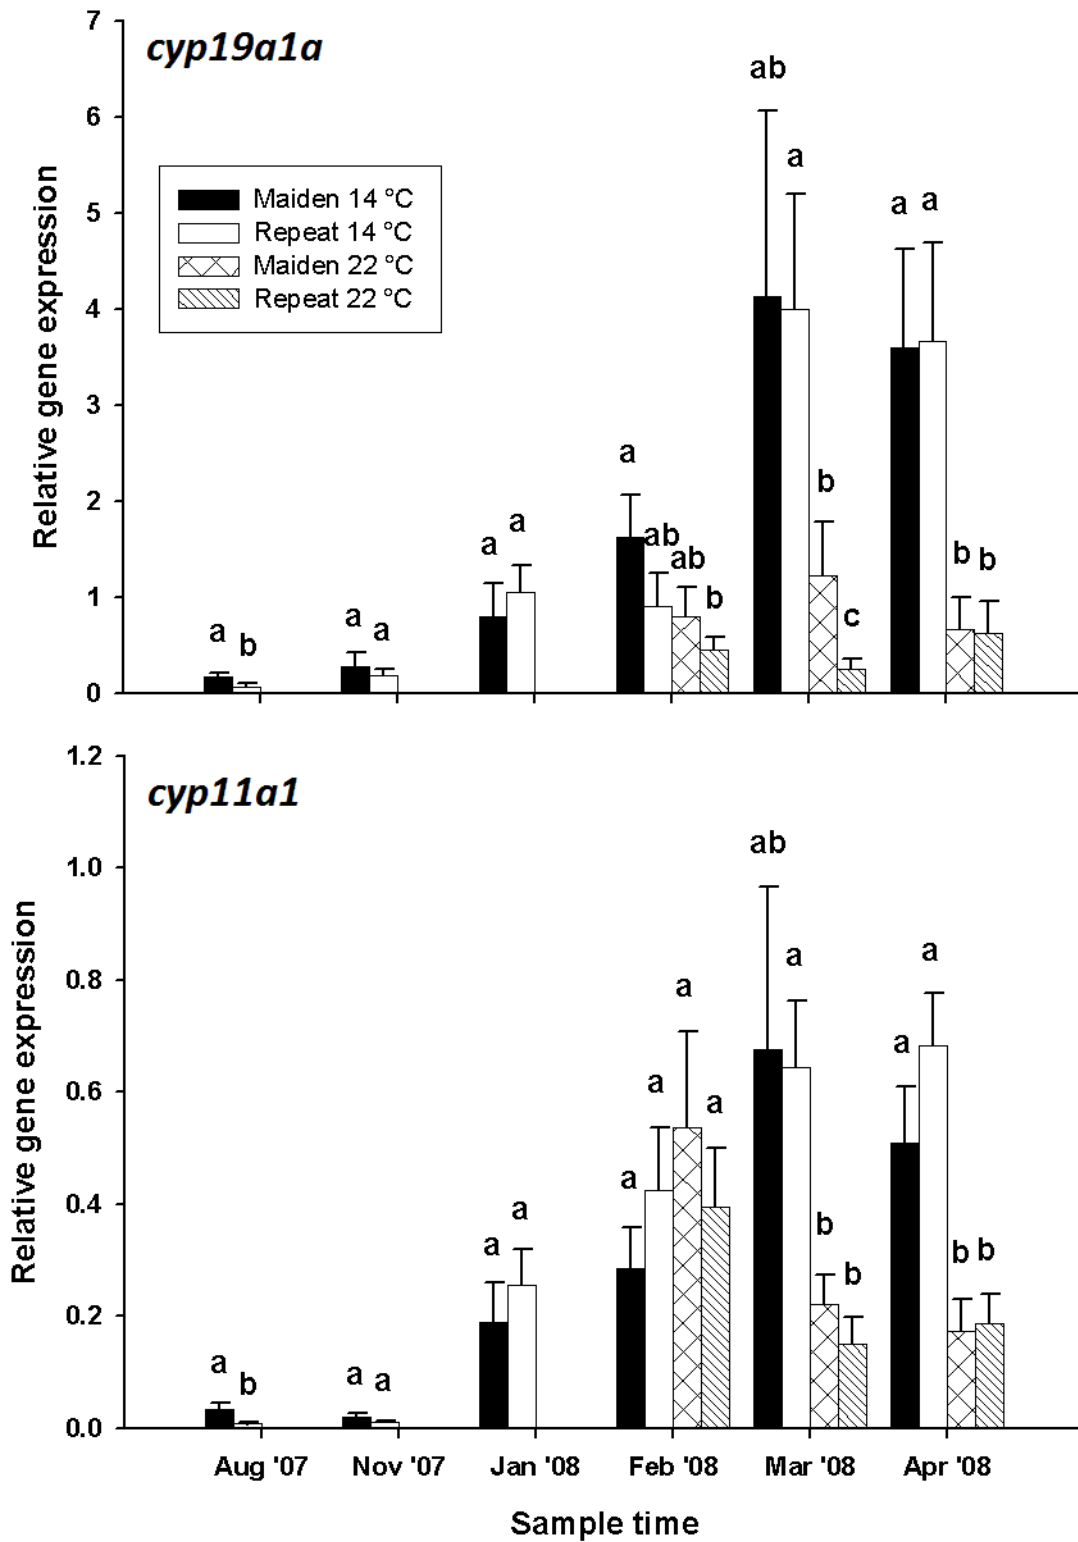 cyp19a1a
Relative gene expression
7
6
5
4
3
2
1
0
Maiden 14 °C
Repeat 14 °C
Maiden 22 °C
Repeat 22 °C
a b
a a
a a
a ab ab b
ab a b c
a a b b
cyp11a1
Relative gene expression
1.2
1.0
0.8
0.6
0.4
0.2
0.0
a b
a a
a a
a a a a
ab a b b
a a b b
Aug '07 Nov '07 Jan '08 Feb '08 Mar '08 Apr '08
Sample time